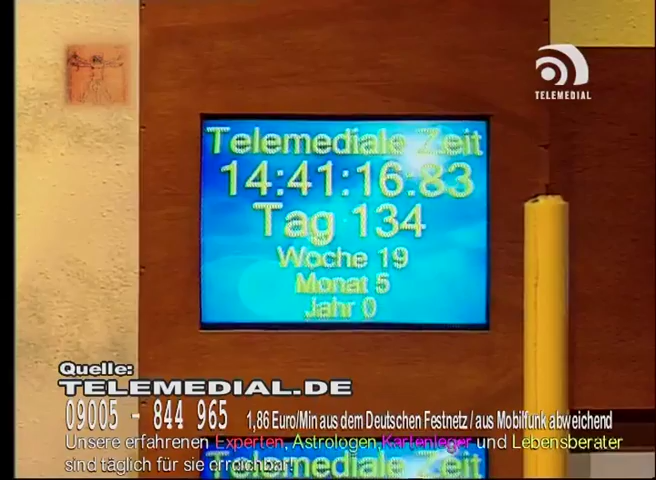 TELEMEDIAL
Telemediale Zeit
14:41:16:83
Tag 134
Woche 19
Monat 5
Jahr 0
Quelle:
TELEMEDIAL.DE
09005 - 844 965 1,86 Euro/Min aus dem Deutschen Festnetz / aus Mobilfunk abweichend
Unsere erfahrenen Experten, Astrologen, Kartenleger und Lebensberater
sind täglich für sie erreichbar!
Telemediale Zeit